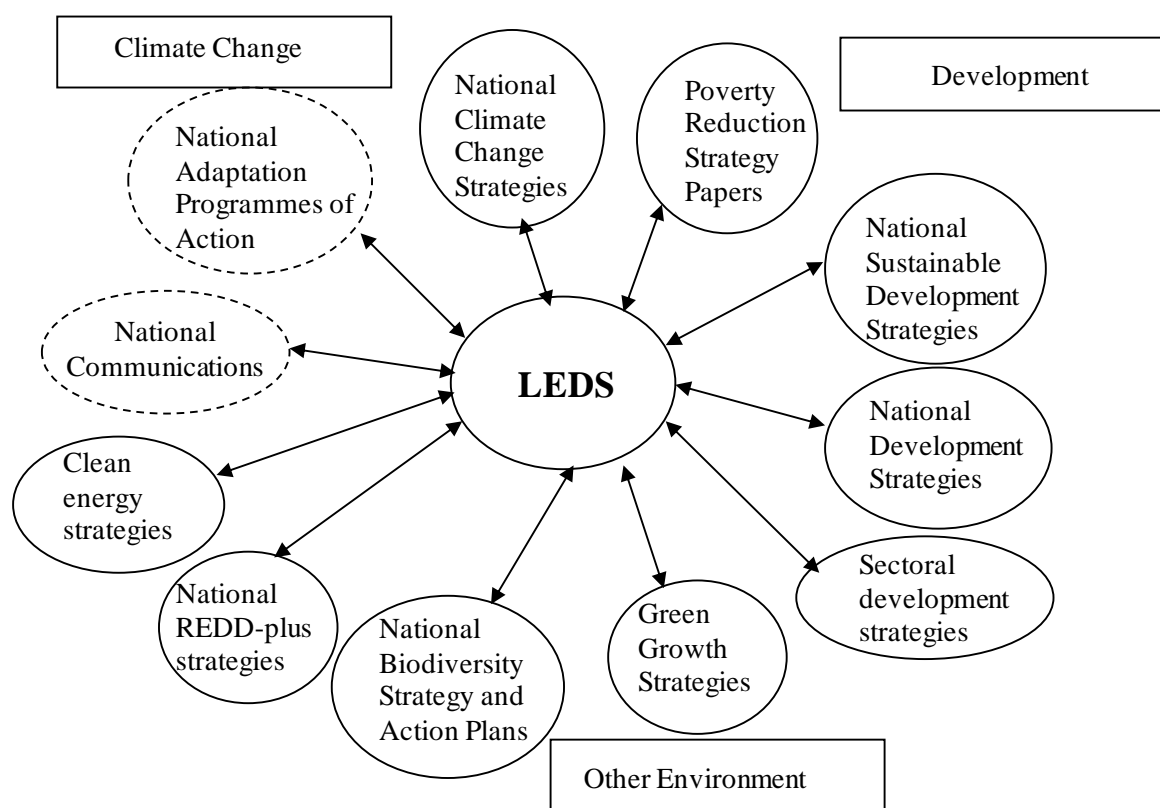 Climate Change
Development
National
Climate
Change
Strategies
Poverty
Reduction
Strategy
Papers
National
Adaptation
Programmes of
Action
National
Sustainable
Development
Strategies
National
Communications
LEDS
National
Development
Strategies
Clean
energy
strategies
Sectoral
development
strategies
National
REDD-plus
strategies
National
Biodiversity
Strategy and
Action Plans
Green
Growth
Strategies
Other Environment